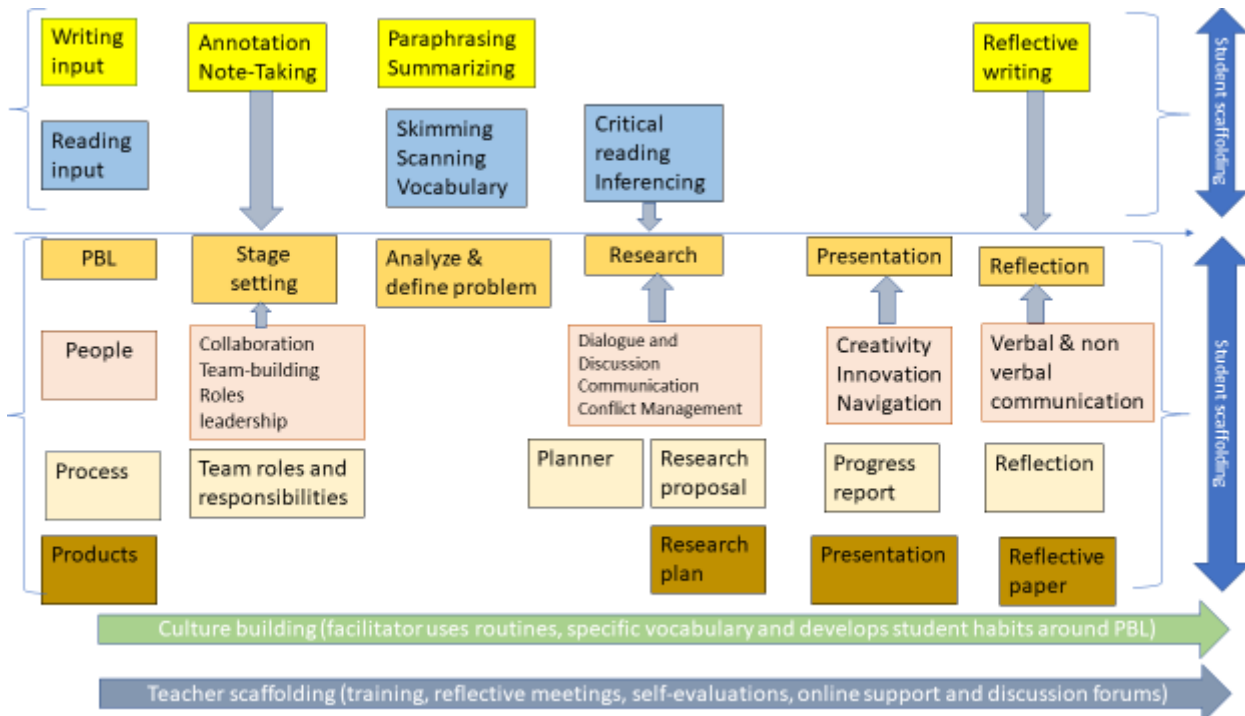 Writing
input
Annotation
Note-Taking
Paraphrasing
Summarizing
Reflective
writing
Student scaffolding
Reading
input
Skimming
Scanning
Vocabulary
Critical
reading
Inferencing
PBL
Stage
setting
Analyze &
define problem
Research
Presentation
Reflection
Student scaffolding
People
Collaboration
Team-building
Roles
leadership
Dialogue and
Discussion
Communication
Conflict Management
Creativity
Innovation
Navigation
Verbal & non
verbal
communication
Process
Team roles and
responsibilities
Planner
Research
proposal
Progress
report
Reflection
Products
Research
plan
Presentation
Reflective
paper
Culture building (facilitator uses routines, specific vocabulary and develops student habits around PBL)
Teacher scaffolding (training, reflective meetings, self-evaluations, online support and discussion forums)